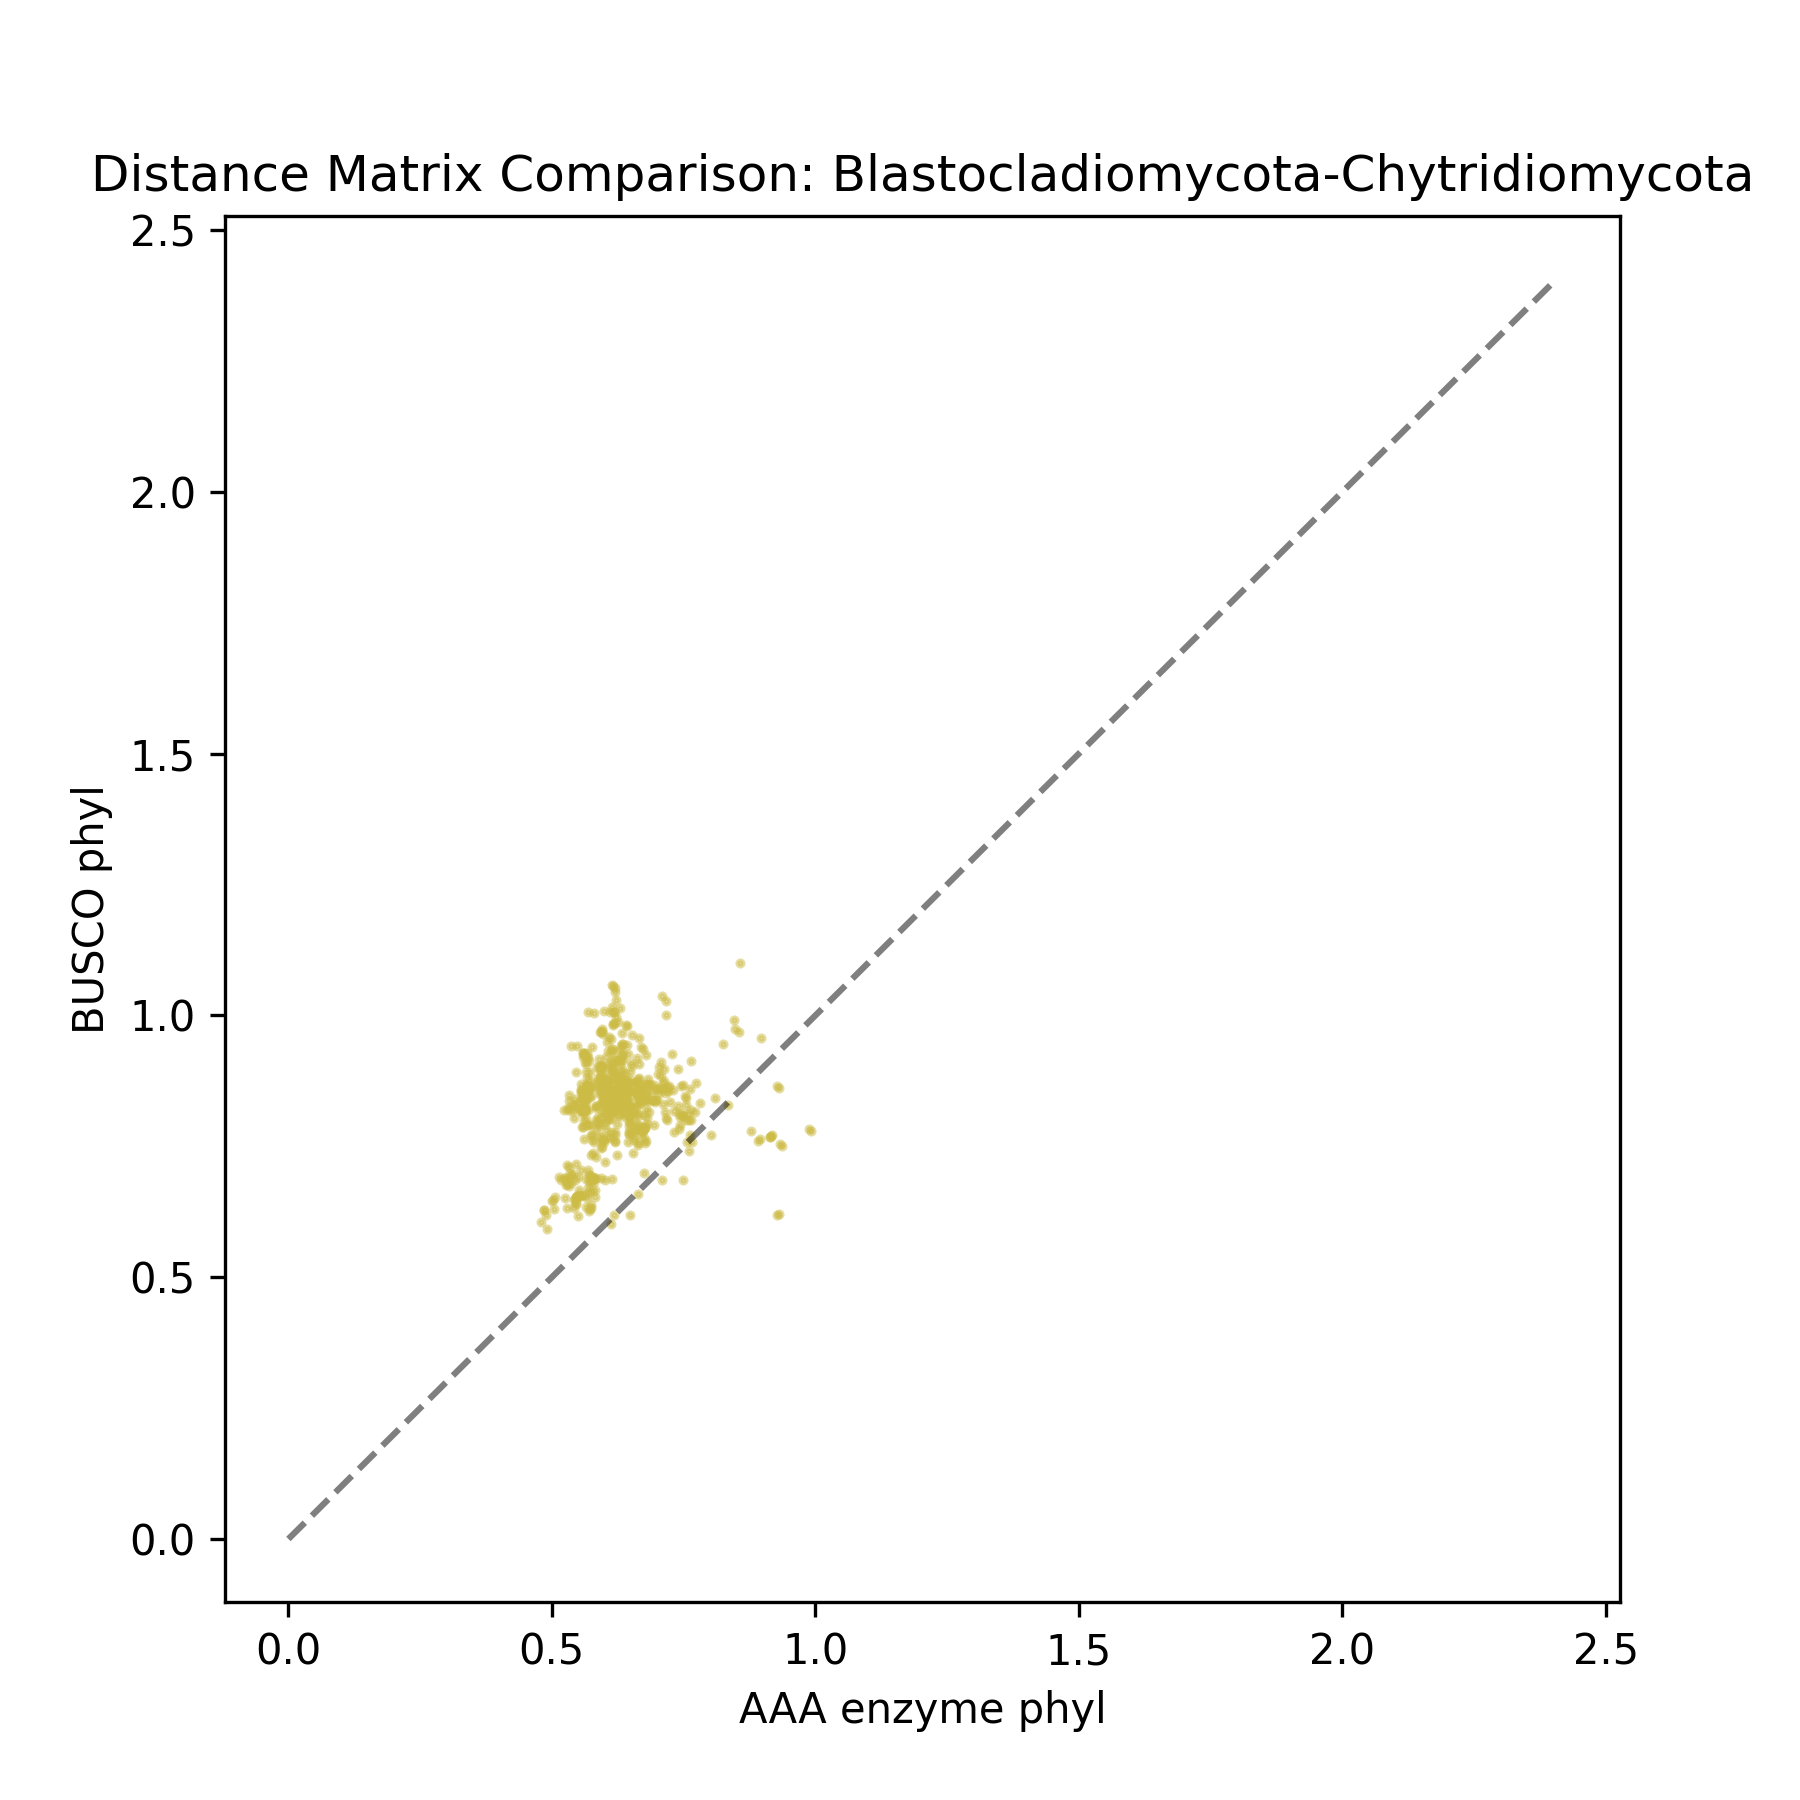 Distance Matrix Comparison: Blastocladiomycota-Chytridiomycota
2.5
2.0
1.5
1.0
0.5
0.0
BUSCO phyl
0.0 0.5 1.0 1.5 2.0 2.5
AAA enzyme phyl